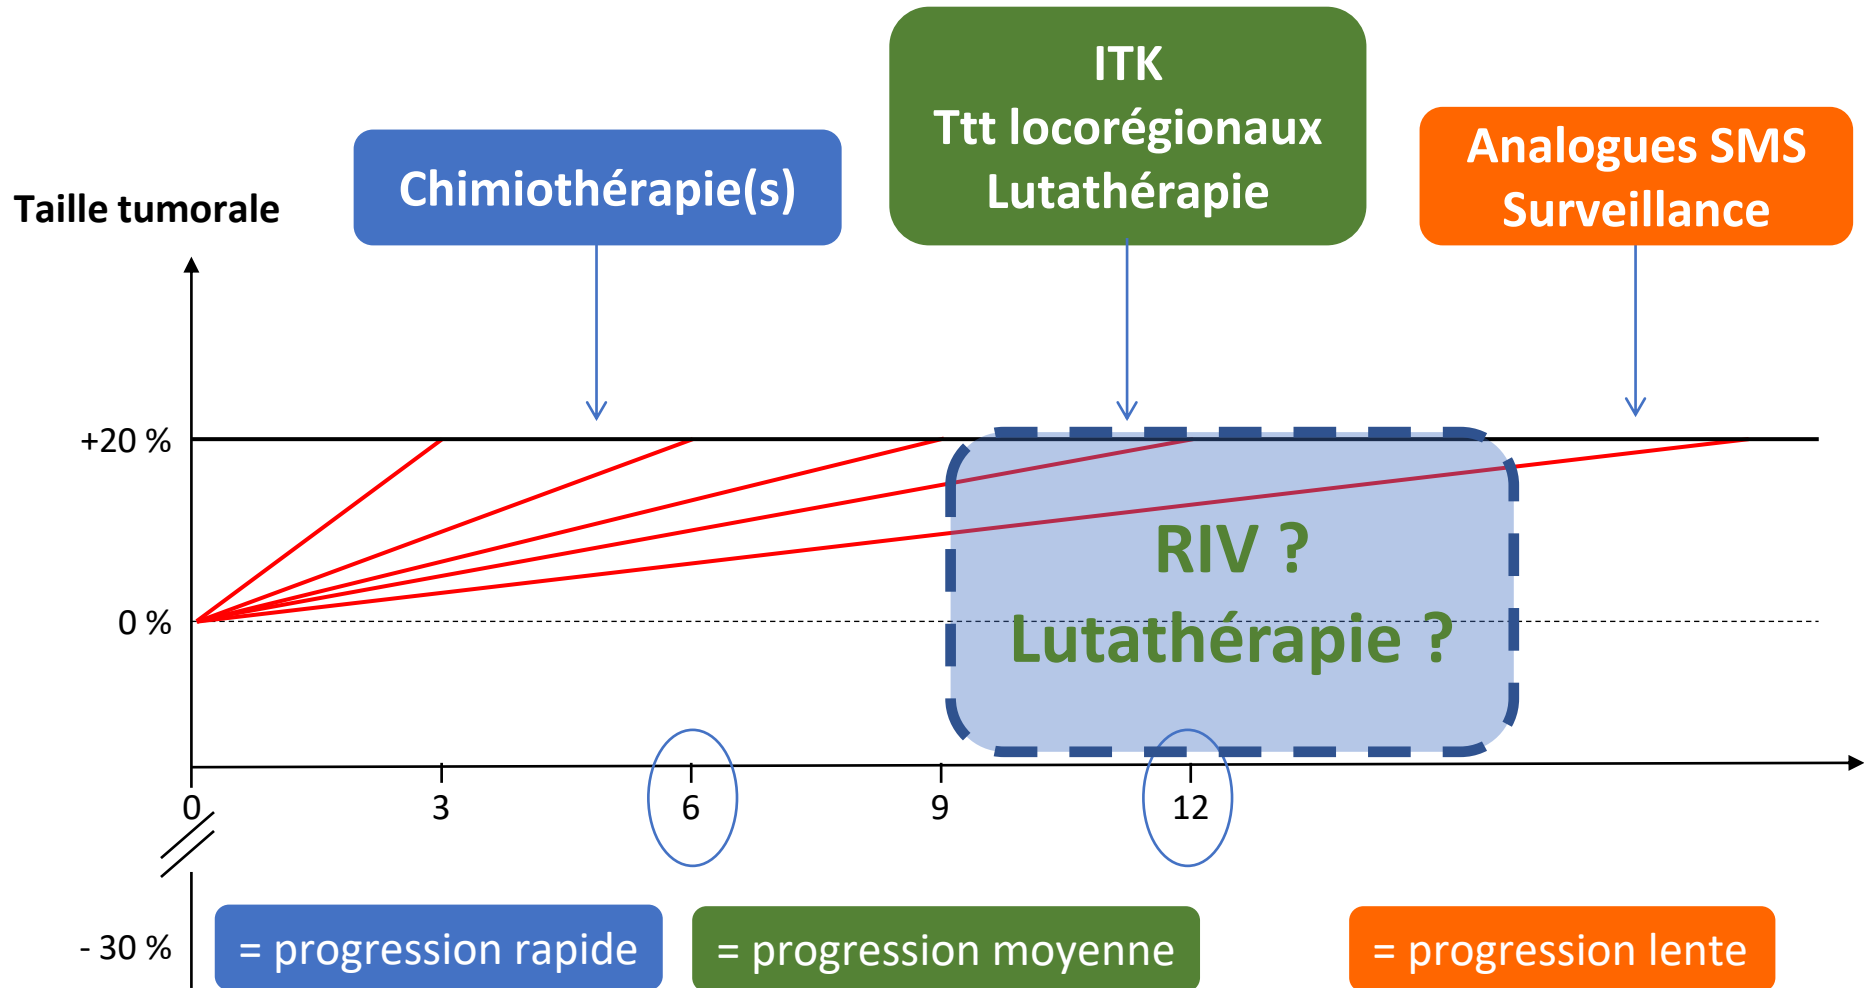 ITK
Ttt locorégionaux
Lutathérapie
Chimiothérapie(s)
Analogues SMS
Surveillance
Taille tumorale
+20 %
RIV ?
Lutathérapie ?
0 %
0 3 6 9 12
- 30 %
= progression rapide
= progression moyenne
= progression lente